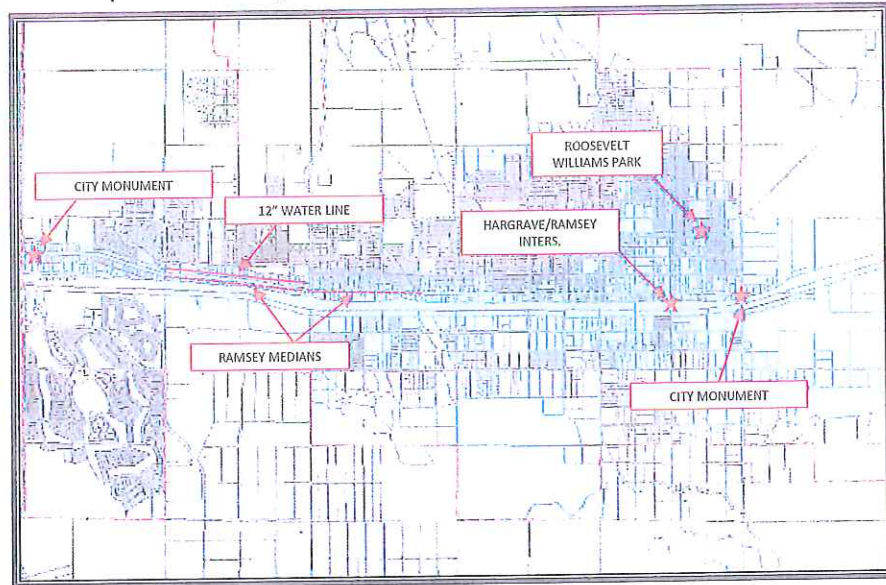 ROOSEVELT
WILLIAMS PARK
CITY MONUMENT
12" WATER LINE
HARGRAVE/RAMSEY
INTERS.
RAMSEY MEDIANS
CITY MONUMENT